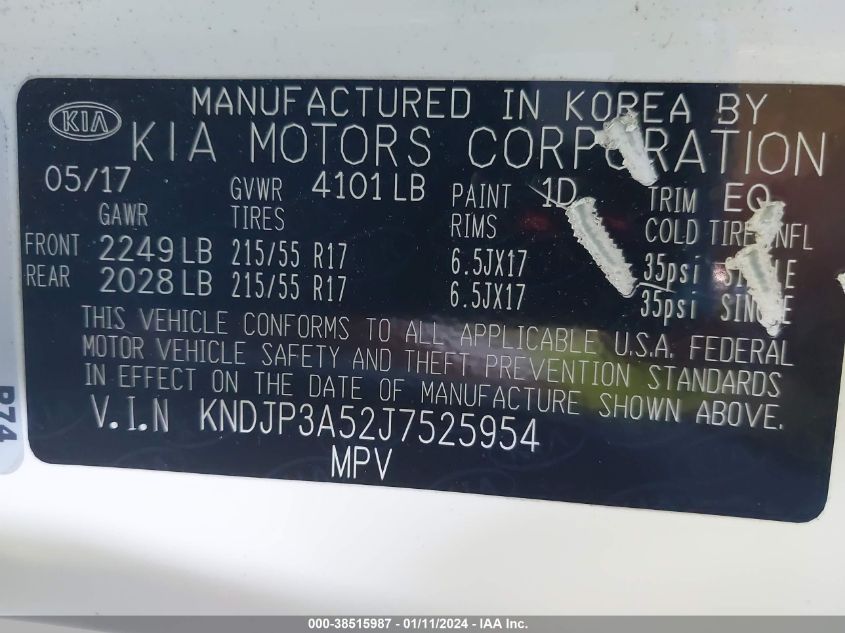 MANUFACTURED IN KOREA BY
KIA KIA MOTORS CORPORATION
05/17 GVWR 4101 LB PAINT 1D TRIM EQ
GAWR TIRES RIMS COLD TIRE INFL
FRONT 2249 LB 215/55 R17 6.5JX17 35psi SINGLE
REAR 2028 LB 215/55 R17 6.5JX17 35psi SINGLE
THIS VEHICLE CONFORMS TO ALL APPLICABLE U.S.A. FEDERAL
MOTOR VEHICLE SAFETY AND THEFT PREVENTION STANDARDS
IN EFFECT ON THE DATE OF MANUFACTURE SHOWN ABOVE.
V.I.N KNDJP3A52J7525954
MPV
P74
000-38515987 - 01/11/2024 - IAA Inc.